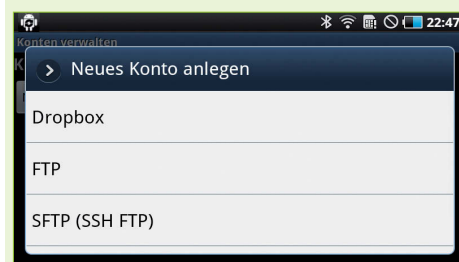 22:47
Konten verwalten
Neues Konto anlegen
Dropbox
FTP
SFTP (SSH FTP)